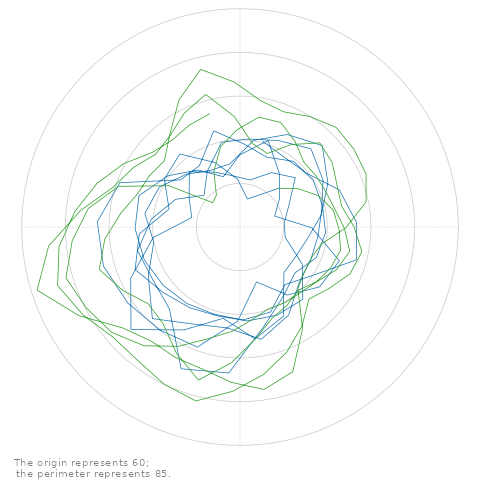 The origin represents 60;
the perimeter represents 85.